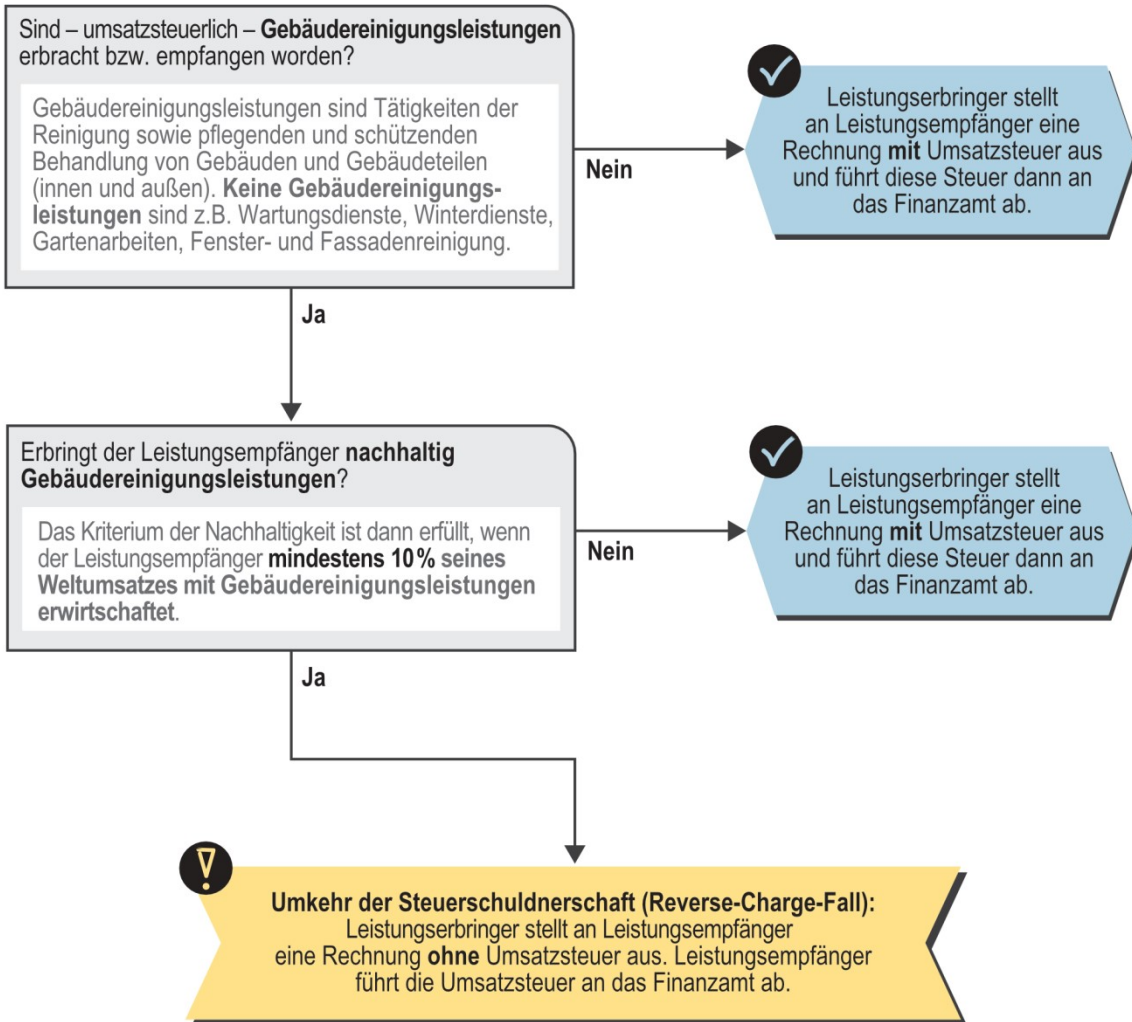 Sind – umsatzsteuerlich – Gebäudereinigungsleistungen
erbracht bzw. empfangen worden?
Gebäudereinigungsleistungen sind Tätigkeiten der
Reinigung sowie pflegenden und schützenden
Behandlung von Gebäuden und Gebäudeteilen
(innen und außen). Keine Gebäudereinigungs-
leistungen sind z.B. Wartungsdienste, Winterdienste,
Gartenarbeiten, Fenster- und Fassadenreinigung.
Nein
Leistungserbringer stellt
an Leistungsempfänger eine
Rechnung mit Umsatzsteuer aus
und führt diese Steuer dann an
das Finanzamt ab.
Ja
Erbringt der Leistungsempfänger nachhaltig
Gebäudereinigungsleistungen?
Das Kriterium der Nachhaltigkeit ist dann erfüllt, wenn
der Leistungsempfänger mindestens 10% seines
Weltumsatzes mit Gebäudereinigungsleistungen
erwirtschaftet.
Nein
Leistungserbringer stellt
an Leistungsempfänger eine
Rechnung mit Umsatzsteuer aus
und führt diese Steuer dann an
das Finanzamt ab.
Ja
Umkehr der Steuerschuldnerschaft (Reverse-Charge-Fall):
Leistungserbringer stellt an Leistungsempfänger
eine Rechnung ohne Umsatzsteuer aus. Leistungsempfänger
führt die Umsatzsteuer an das Finanzamt ab.